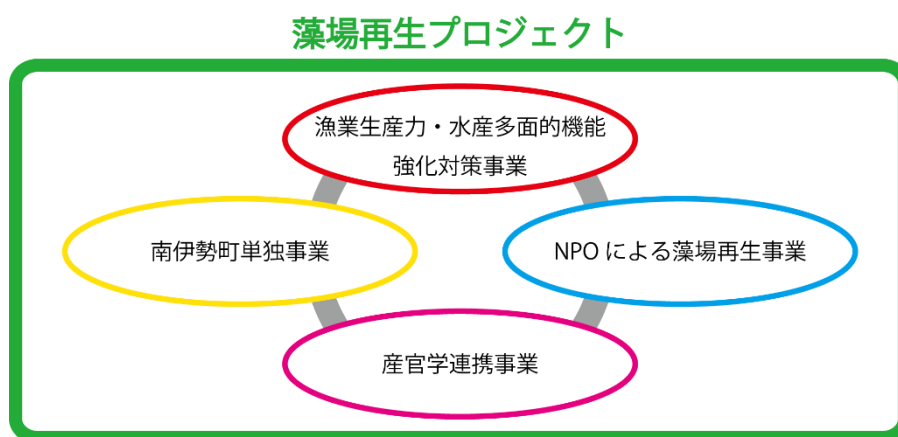 藻場再生プロジェクト
漁業生産力・水産多面的機能
強化対策事業
南伊勢町単独事業
NPO による藻場再生事業
産官学連携事業